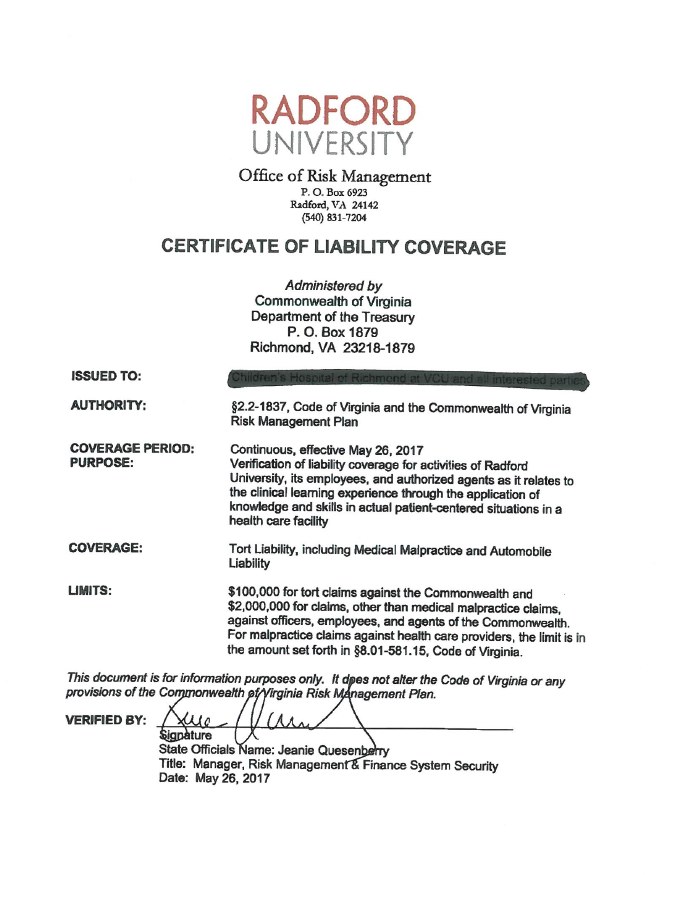 RADFORD
UNIVERSITY
Office of Risk Management
P. O. Box 6923
Radford, VA 24142
(540) 831-7204
CERTIFICATE OF LIABILITY COVERAGE
Administered by
Commonwealth of Virginia
Department of the Treasury
P. O. Box 1879
Richmond, VA 23218-1879
ISSUED TO: Children's Hospital of Richmond at VCU and all interested parties
AUTHORITY: §2.2-1837, Code of Virginia and the Commonwealth of Virginia
Risk Management Plan
COVERAGE PERIOD: Continuous, effective May 26, 2017
PURPOSE: Verification of liability coverage for activities of Radford
University, its employees, and authorized agents as it relates to
the clinical learning experience through the application of
knowledge and skills in actual patient-centered situations in a
health care facility
COVERAGE: Tort Liability, including Medical Malpractice and Automobile
Liability
LIMITS: $100,000 for tort claims against the Commonwealth and
$2,000,000 for claims, other than medical malpractice claims,
against officers, employees, and agents of the Commonwealth.
For malpractice claims against health care providers, the limit is in
the amount set forth in §8.01-581.15, Code of Virginia.
This document is for information purposes only. It does not alter the Code of Virginia or any
provisions of the Commonwealth of Virginia Risk Management Plan.
VERIFIED BY:
Signature
State Officials Name: Jeanie Quesenberry
Title: Manager, Risk Management & Finance System Security
Date: May 26, 2017